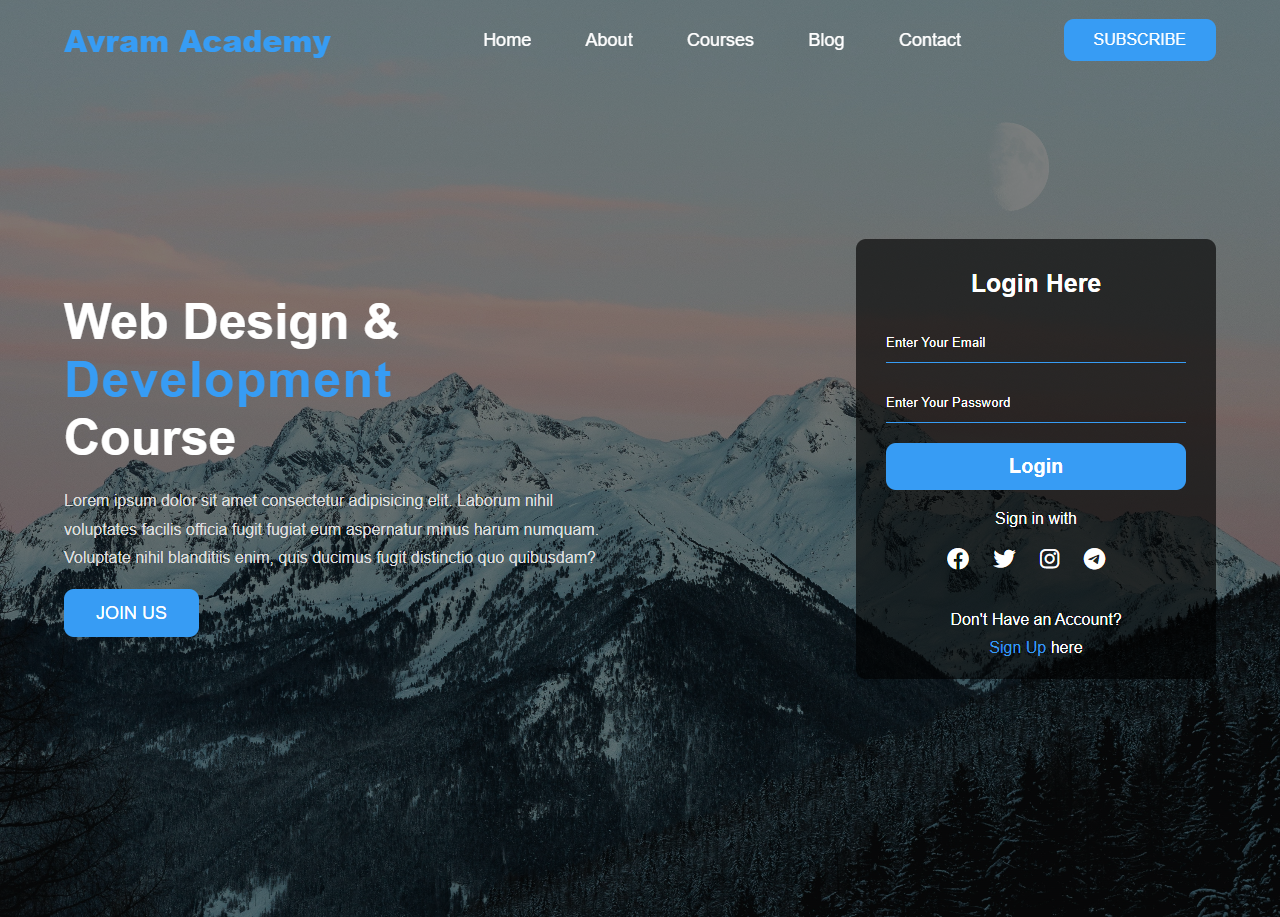 Avram Academy
Home
About
Courses
Blog
Contact
SUBSCRIBE
Web Design &
Development
Course
Lorem ipsum dolor sit amet consectetur adipisicing elit. Laborum nihil
voluptates facilis officia fugit fugiat eum aspernatur minus harum numquam.
Voluptate nihil blanditiis enim, quis ducimus fugit distinctio quo quibusdam?
JOIN US
Login Here
Enter Your Email
Enter Your Password
Login
Sign in with
Don't Have an Account?
Sign Up here